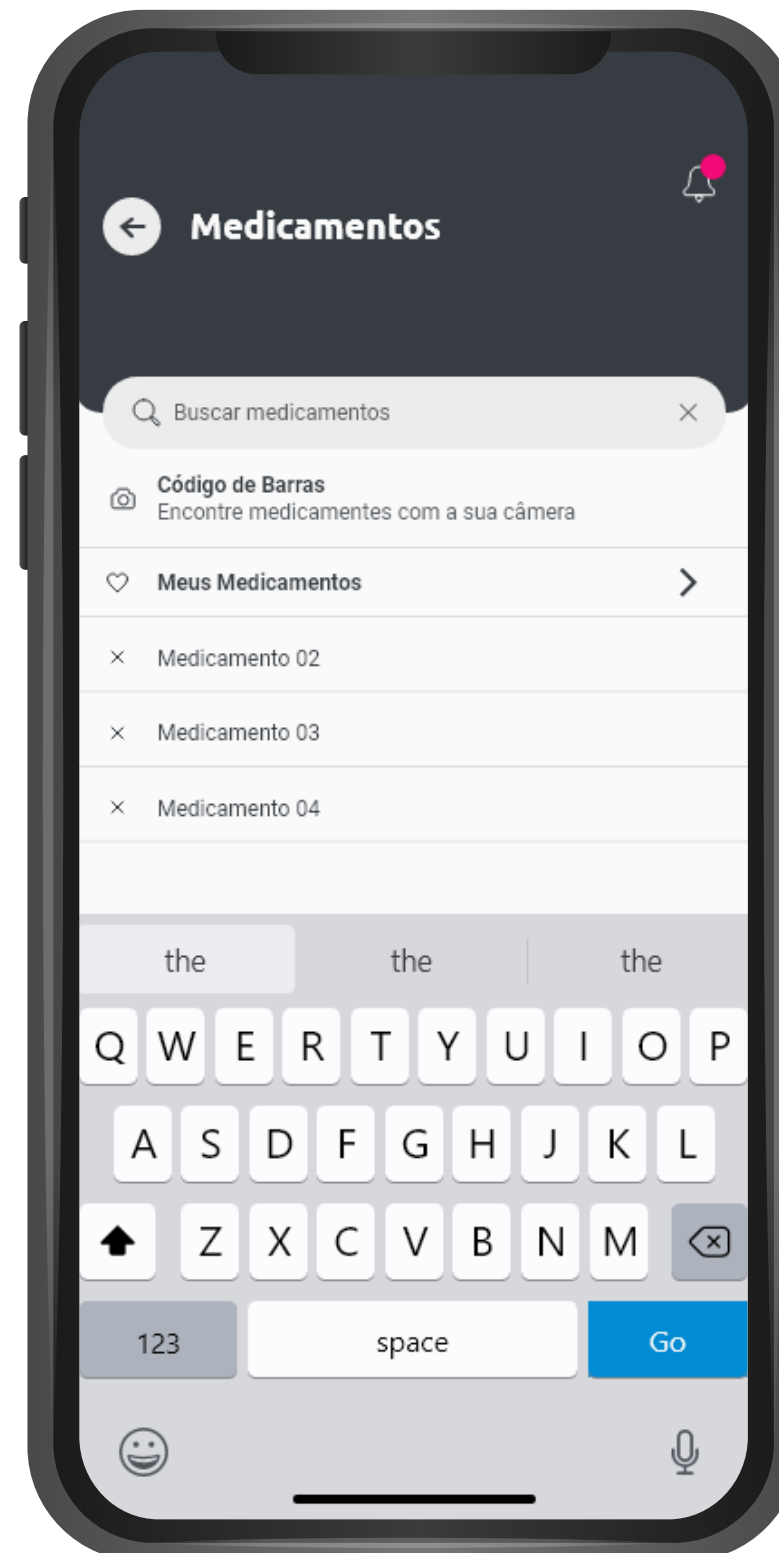 Medicamentos
Buscar medicamentos
Código de Barras
Encontre medicamentes com a sua câmera
Meus Medicamentos
Medicamento 02
Medicamento 03
Medicamento 04
the the the
Q W E R T Y U I O P
A S D F G H J K L
Z X C V B N M
123 space Go